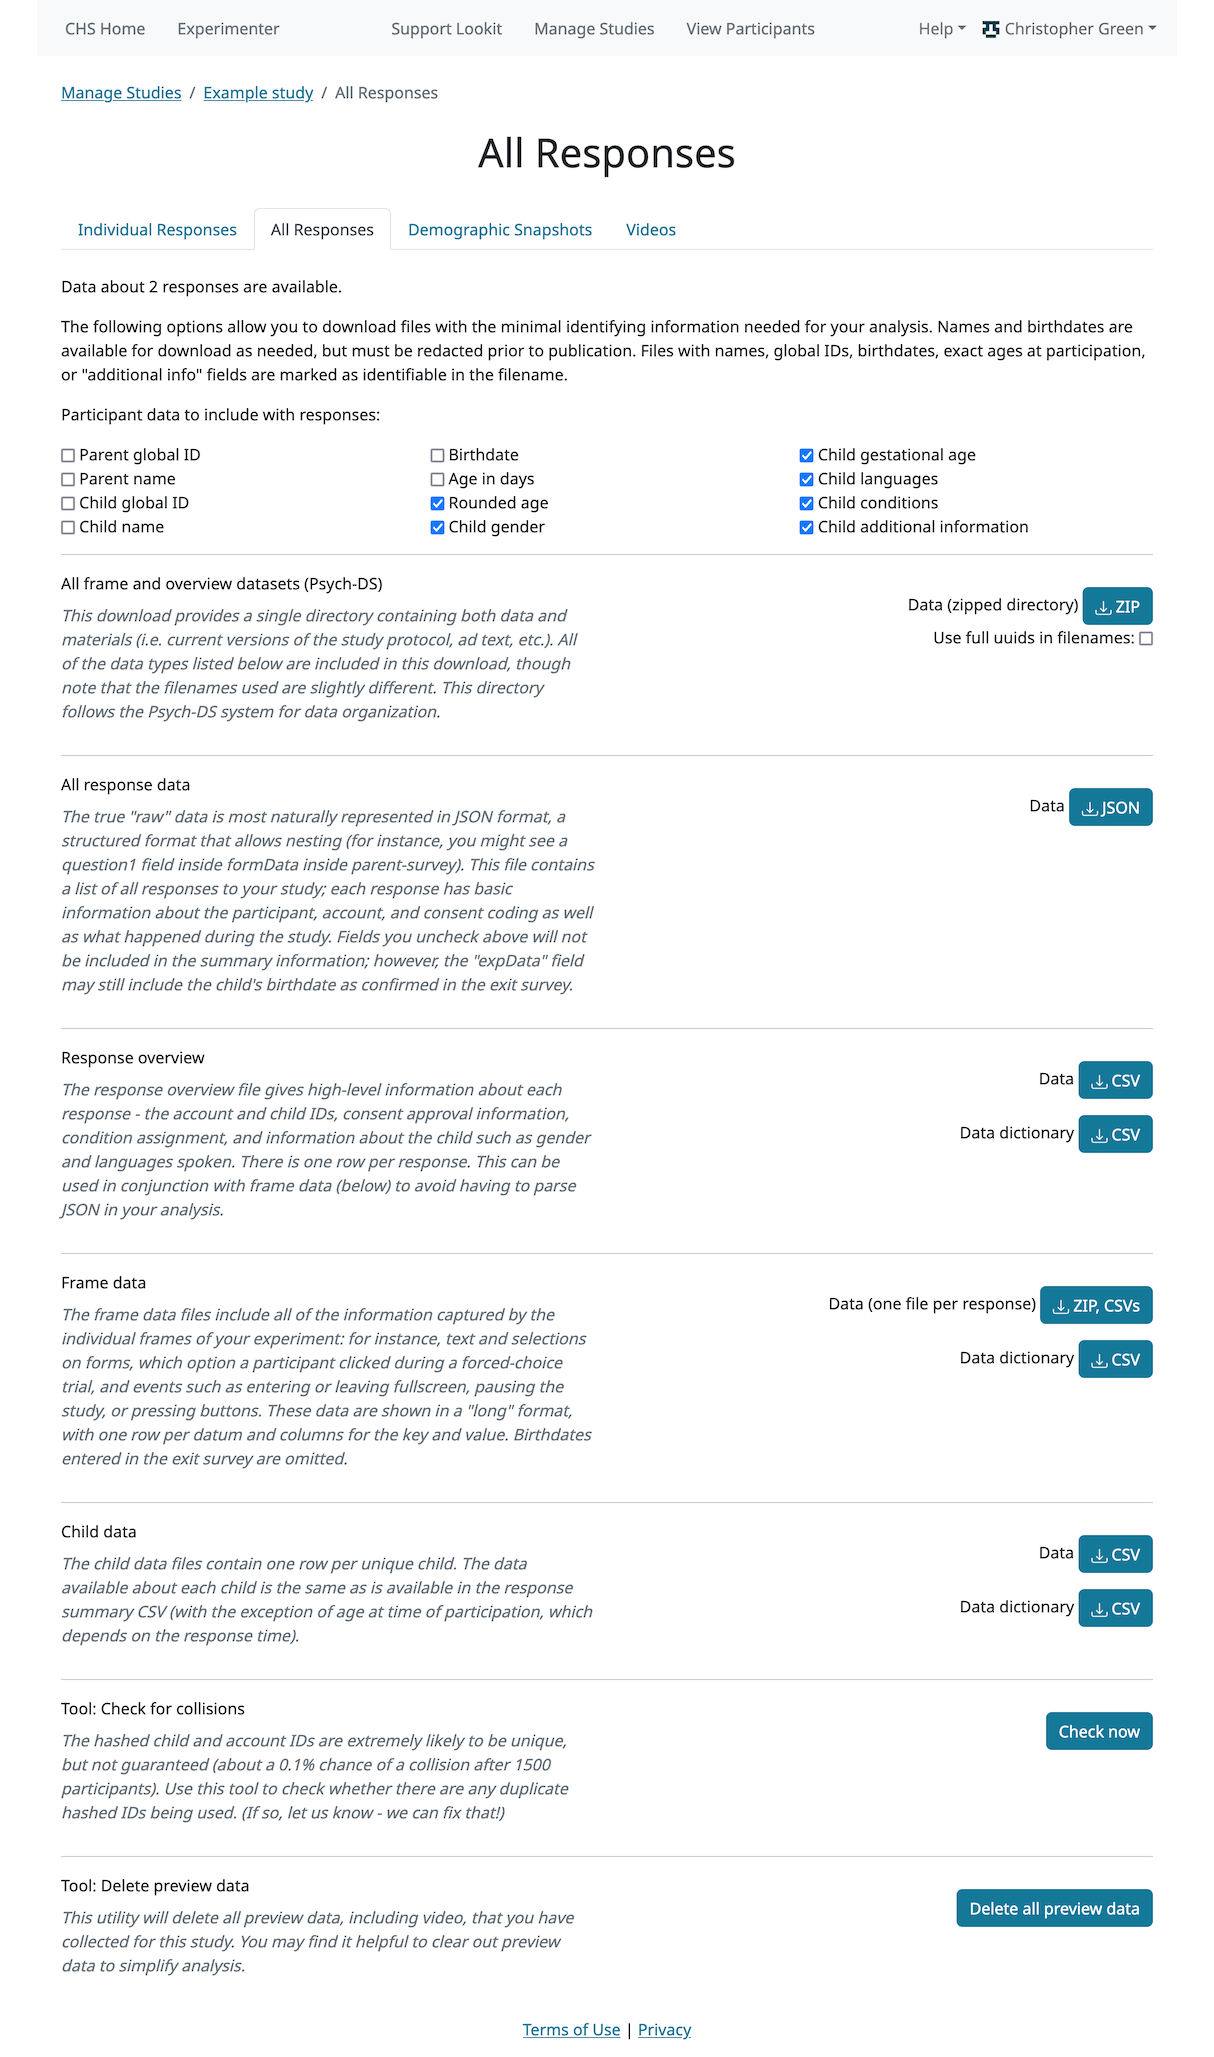 CHS Home Experimenter Support Lookit Manage Studies View Participants Help Christopher Green
Manage Studies / Example study / All Responses
All Responses
Individual Responses All Responses Demographic Snapshots Videos
Data about 2 responses are available.
The following options allow you to download files with the minimal identifying information needed for your analysis. Names and birthdates are
available for download as needed, but must be redacted prior to publication. Files with names, global IDs, birthdates, exact ages at participation,
or "additional info" fields are marked as identifiable in the filename.
Participant data to include with responses:
Parent global ID Birthdate Child gestational age
Parent name Age in days Child languages
Child global ID Rounded age Child conditions
Child name Child gender Child additional information
All frame and overview datasets (Psych-DS)
This download provides a single directory containing both data and
materials (i.e. current versions of the study protocol, ad text, etc.). All
of the data types listed below are included in this download, though
note that the filenames used are slightly different. This directory
follows the Psych-DS system for data organization.
Data (zipped directory) ZIP
Use full uuids in filenames:
All response data
The true "raw" data is most naturally represented in JSON format, a
structured format that allows nesting (for instance, you might see a
question1 field inside formData inside parent-survey). This file contains
a list of all responses to your study; each response has basic
information about the participant, account, and consent coding as well
as what happened during the study. Fields you uncheck above will not
be included in the summary information; however, the "expData" field
may still include the child's birthdate as confirmed in the exit survey.
Data JSON
Response overview
The response overview file gives high-level information about each
response - the account and child IDs, consent approval information,
condition assignment, and information about the child such as gender
and languages spoken. There is one row per response. This can be
used in conjunction with frame data (below) to avoid having to parse
JSON in your analysis.
Data CSV
Data dictionary CSV
Frame data
The frame data files include all of the information captured by the
individual frames of your experiment: for instance, text and selections
on forms, which option a participant clicked during a forced-choice
trial, and events such as entering or leaving fullscreen, pausing the
study, or pressing buttons. These data are shown in a "long" format,
with one row per datum and columns for the key and value. Birthdates
entered in the exit survey are omitted.
Data (one file per response) ZIP, CSVs
Data dictionary CSV
Child data
The child data files contain one row per unique child. The data
available about each child is the same as is available in the response
summary CSV (with the exception of age at time of participation, which
depends on the response time).
Data CSV
Data dictionary CSV
Tool: Check for collisions
The hashed child and account IDs are extremely likely to be unique,
but not guaranteed (about a 0.1% chance of a collision after 1500
participants). Use this tool to check whether there are any duplicate
hashed IDs being used. (If so, let us know - we can fix that!)
Check now
Tool: Delete preview data
This utility will delete all preview data, including video, that you have
collected for this study. You may find it helpful to clear out preview
data to simplify analysis.
Delete all preview data
Terms of Use | Privacy